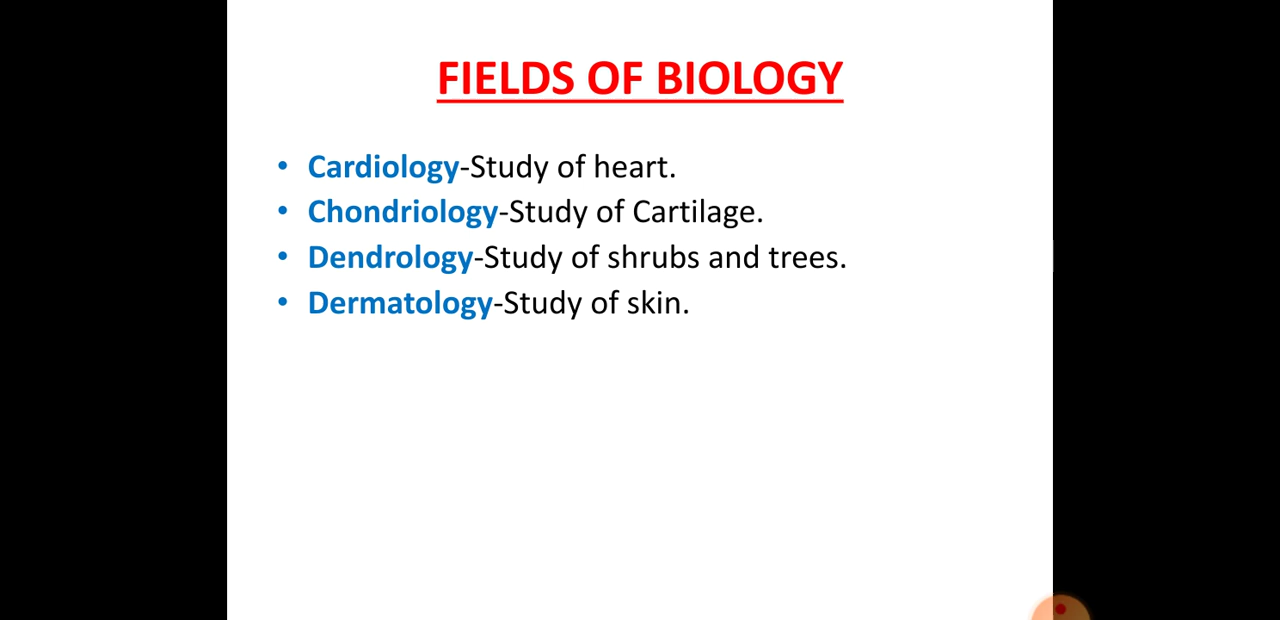 FIELDS OF BIOLOGY
• Cardiology-Study of heart.
• Chondriology-Study of Cartilage.
• Dendrology-Study of shrubs and trees.
• Dermatology-Study of skin.